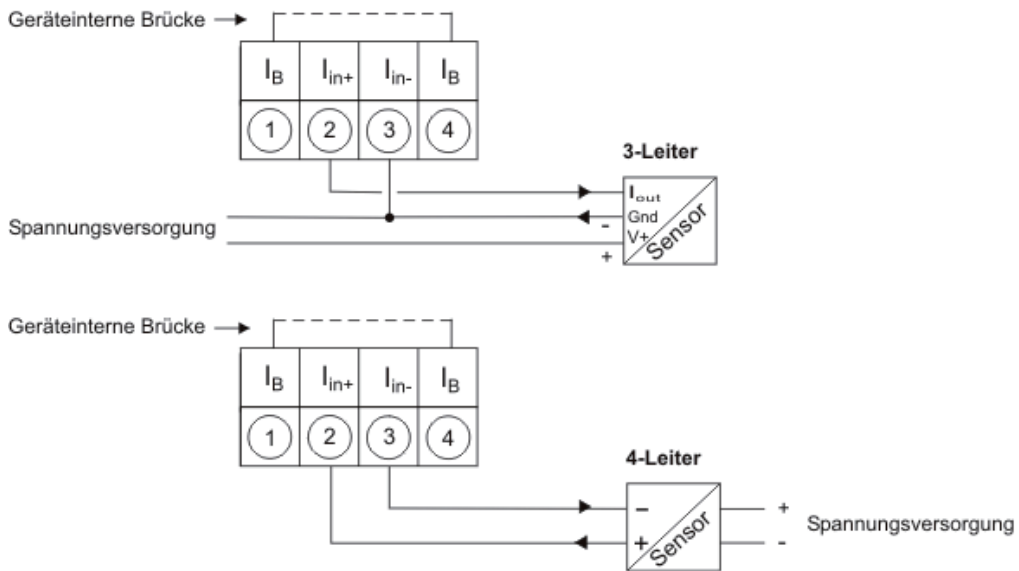 Geräteinterne Brücke
I_B I_in+ I_in- I_B
1 2 3 4
3-Leiter
I_out
Gnd
-
V+
Sensor
Spannungsversorgung
+
Geräteinterne Brücke
I_B I_in+ I_in- I_B
1 2 3 4
4-Leiter
- +
Sensor
Spannungsversorgung
+ -